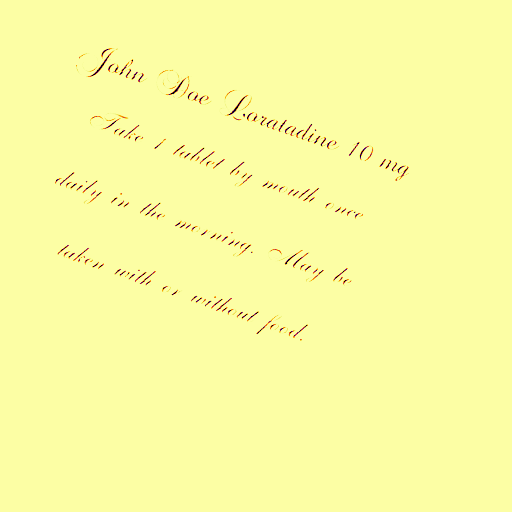 John Doe Loratadine 10 mg
Take 1 tablet by mouth once
daily in the morning. May be
taken with or without food.